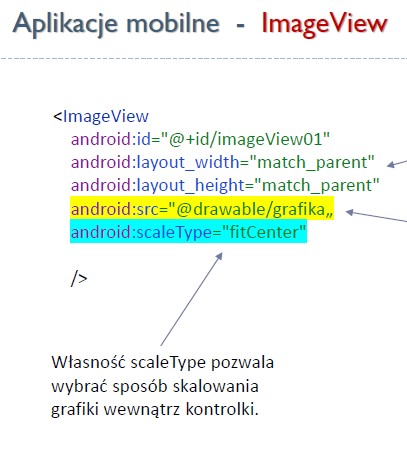 Aplikacje mobilne - ImageView
<ImageView
android:id="@+id/imageView01"
android:layout_width="match_parent"
android:layout_height="match_parent"
android:src="@drawable/grafika„
android:scaleType="fitCenter"
/>
Własność scaleType pozwala
wybrać sposób skalowania
grafiki wewnątrz kontrolki.